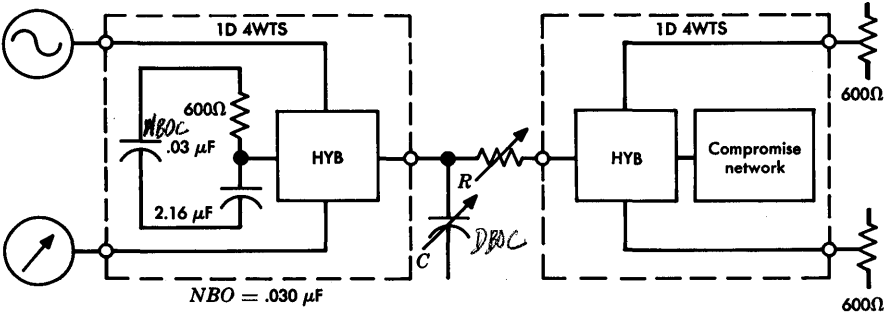 1D 4WTS
1D 4WTS
600Ω
600Ω
NBOC
.03 μF
HYB
HYB
Compromise
network
R
2.16 μF
C
DBOC
NBO = .030 μF
600Ω